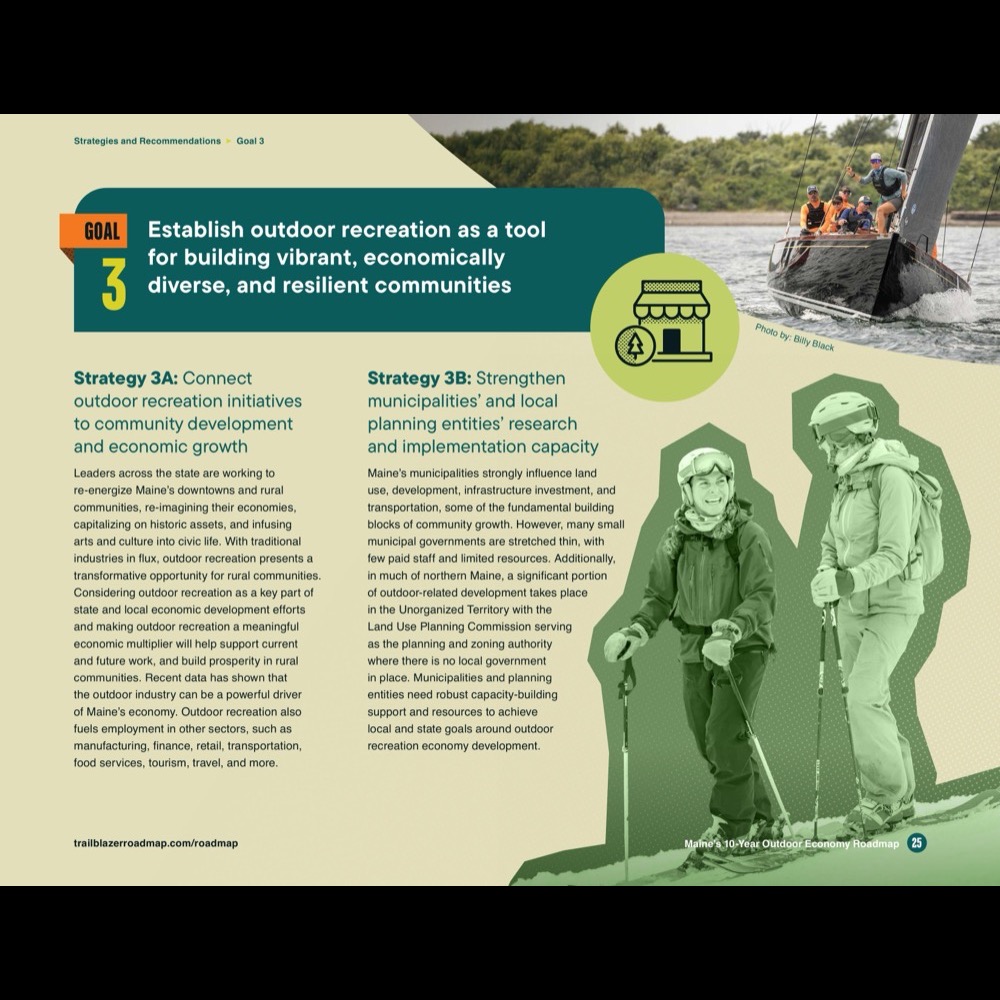 Strategies and Recommendations ► Goal 3
GOAL
3
Establish outdoor recreation as a tool
for building vibrant, economically
diverse, and resilient communities
Photo by: Billy Black
Strategy 3A: Connect
outdoor recreation initiatives
to community development
and economic growth
Leaders across the state are working to
re-energize Maine's downtowns and rural
communities, re-imagining their economies,
capitalizing on historic assets, and infusing
arts and culture into civic life. With traditional
industries in flux, outdoor recreation presents a
transformative opportunity for rural communities.
Considering outdoor recreation as a key part of
state and local economic development efforts
and making outdoor recreation a meaningful
economic multiplier will help support current
and future work, and build prosperity in rural
communities. Recent data has shown that
the outdoor industry can be a powerful driver
of Maine's economy. Outdoor recreation also
fuels employment in other sectors, such as
manufacturing, finance, retail, transportation,
food services, tourism, travel, and more.
Strategy 3B: Strengthen
municipalities' and local
planning entities' research
and implementation capacity
Maine's municipalities strongly influence land
use, development, infrastructure investment, and
transportation, some of the fundamental building
blocks of community growth. However, many small
municipal governments are stretched thin, with
few paid staff and limited resources. Additionally,
in much of northern Maine, a significant portion
of outdoor-related development takes place
in the Unorganized Territory with the
Land Use Planning Commission serving
as the planning and zoning authority
where there is no local government
in place. Municipalities and planning
entities need robust capacity-building
support and resources to achieve
local and state goals around outdoor
recreation economy development.
trailblazerroadmap.com/roadmap
Maine's 10-Year Outdoor Economy Roadmap 25